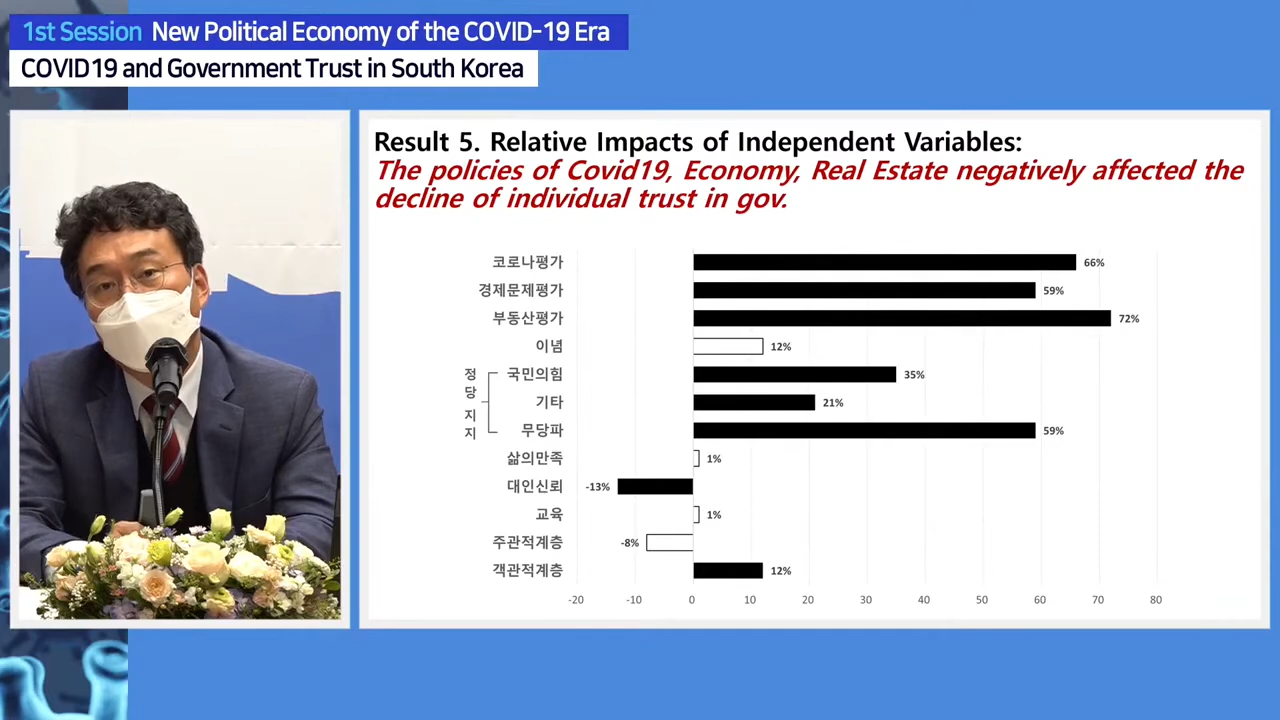 1st Session New Political Economy of the COVID-19 Era
COVID19 and Government Trust in South Korea
Result 5. Relative Impacts of Independent Variables:
The policies of Covid19, Economy, Real Estate negatively affected the
decline of individual trust in gov.
코로나평가 66%
경제문제평가 59%
부동산평가 72%
이념 12%
정당지지
국민의힘 35%
기타 21%
무당파 59%
삶의만족 1%
대인신뢰 -13%
교육 1%
주관적계층 -8%
객관적계층 12%
-20 -10 0 10 20 30 40 50 60 70 80